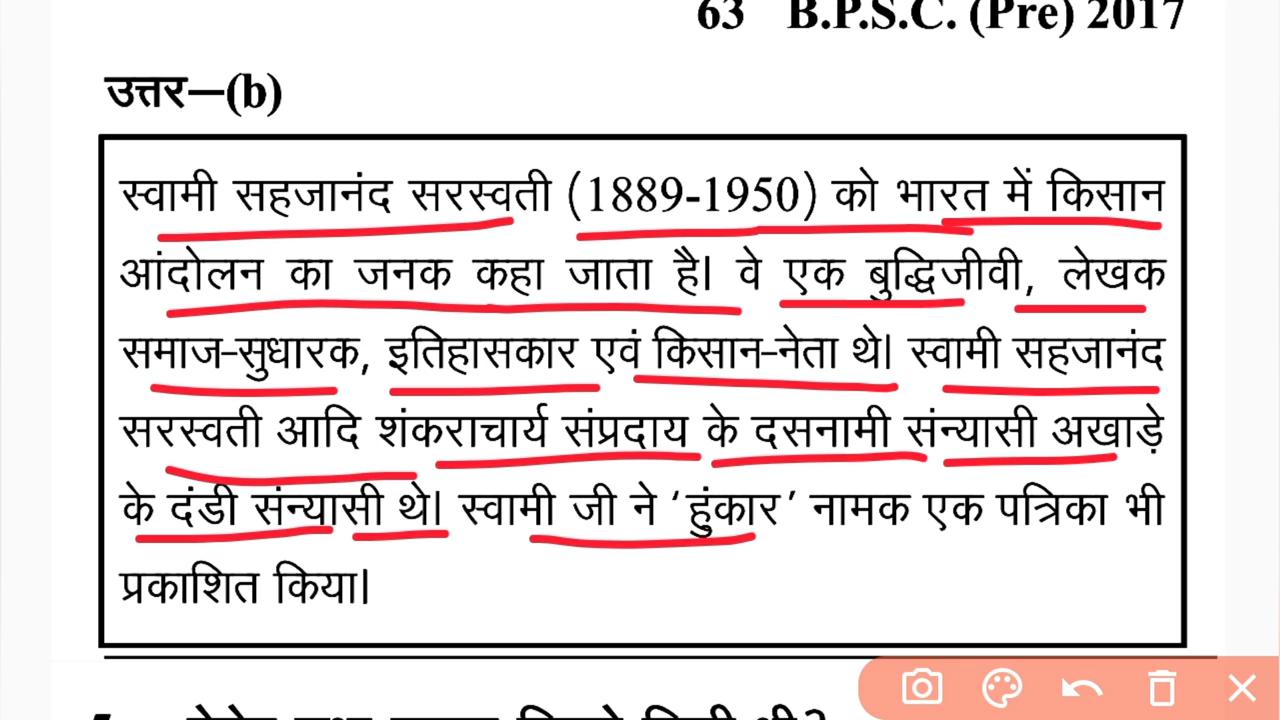 63 B.P.S.C. (Pre) 2017
उत्तर—(b)
स्वामी सहजानंद सरस्वती (1889-1950) को भारत में किसान
आंदोलन का जनक कहा जाता है। वे एक बुद्धिजीवी, लेखक
समाज-सुधारक, इतिहासकार एवं किसान-नेता थे। स्वामी सहजानंद
सरस्वती आदि शंकराचार्य संप्रदाय के दसनामी संन्यासी अखाड़े
के दंडी संन्यासी थे। स्वामी जी ने ‘हुंकार’ नामक एक पत्रिका भी
प्रकाशित किया।